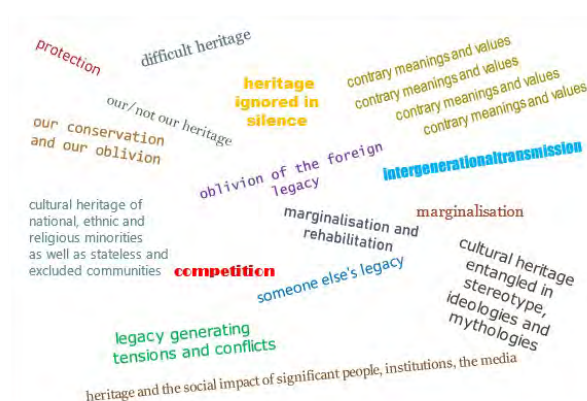 protection
difficult heritage
heritage
ignored in
silence
contrary meanings and values
contrary meanings and values
contrary meanings and values
contrary meanings and values
our/not our heritage
our conservation
and our oblivion
oblivion of the foreign
legacy
intergenerationaltransmission
cultural heritage of
national, ethnic and
religious minorities
as well as stateless and
excluded communities
marginalisation and
rehabilitation
marginalisation
competition
someone else's legacy
cultural heritage
entangled in
stereotype,
ideologies and
mythologies
legacy generating
tensions and conflicts
heritage and the social impact of significant people, institutions, the media